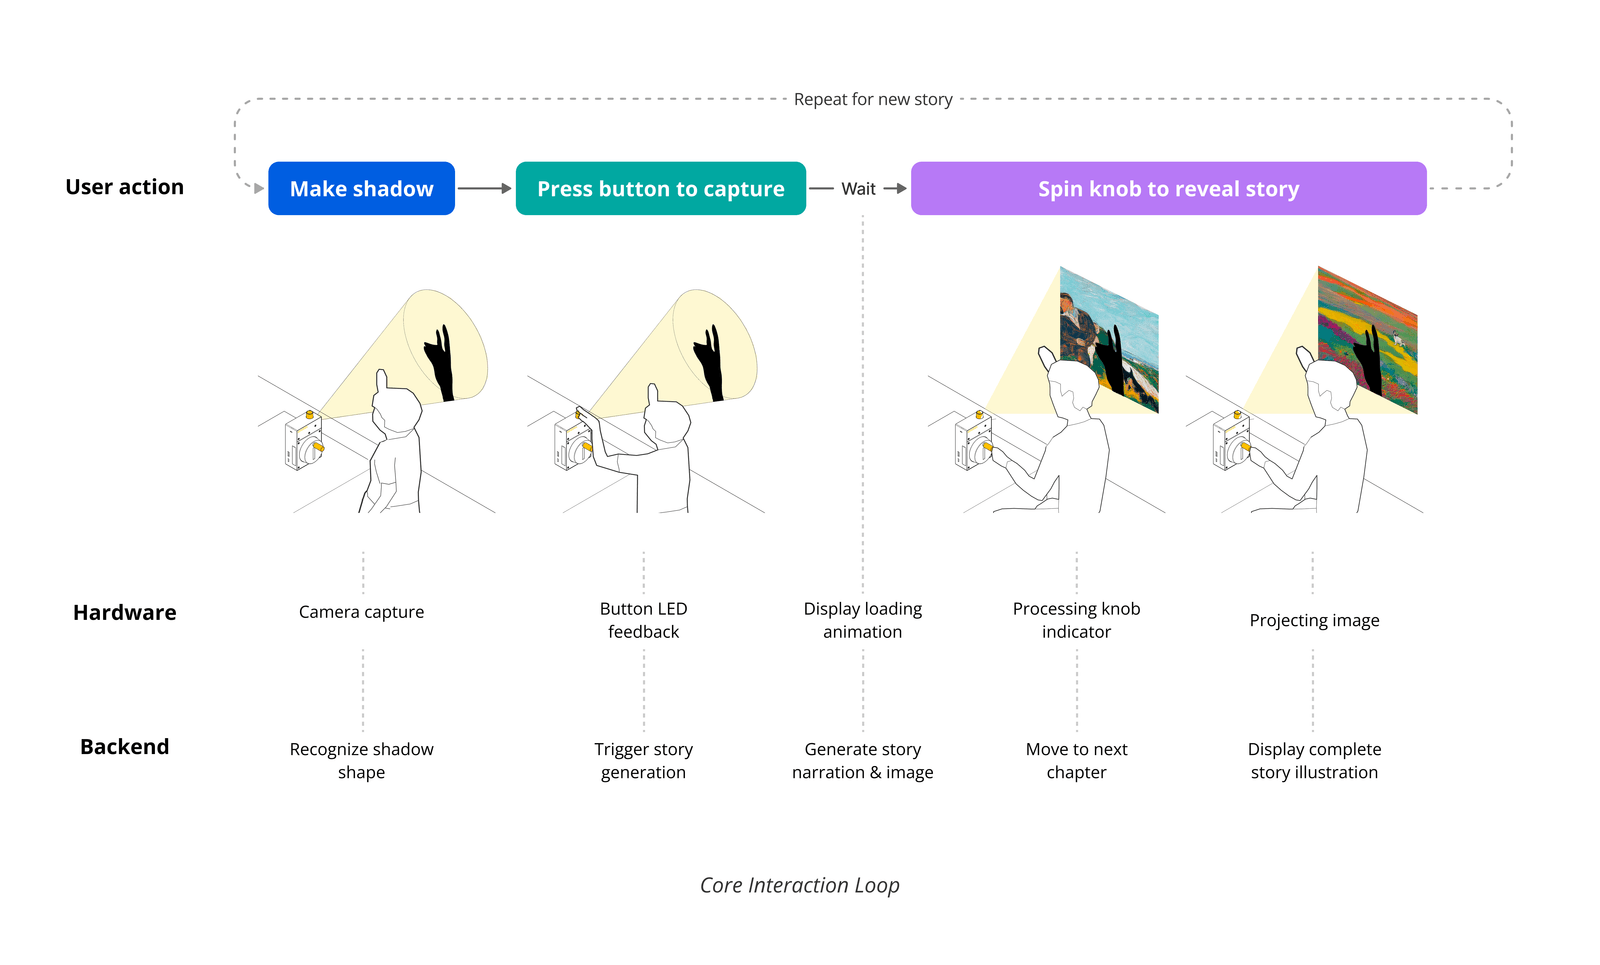 Repeat for new story
User action
Make shadow
Press button to capture
Wait
Spin knob to reveal story
Hardware
Camera capture
Button LED
feedback
Display loading
animation
Processing knob
indicator
Projecting image
Backend
Recognize shadow
shape
Trigger story
generation
Generate story
narration & image
Move to next
chapter
Display complete
story illustration
Core Interaction Loop